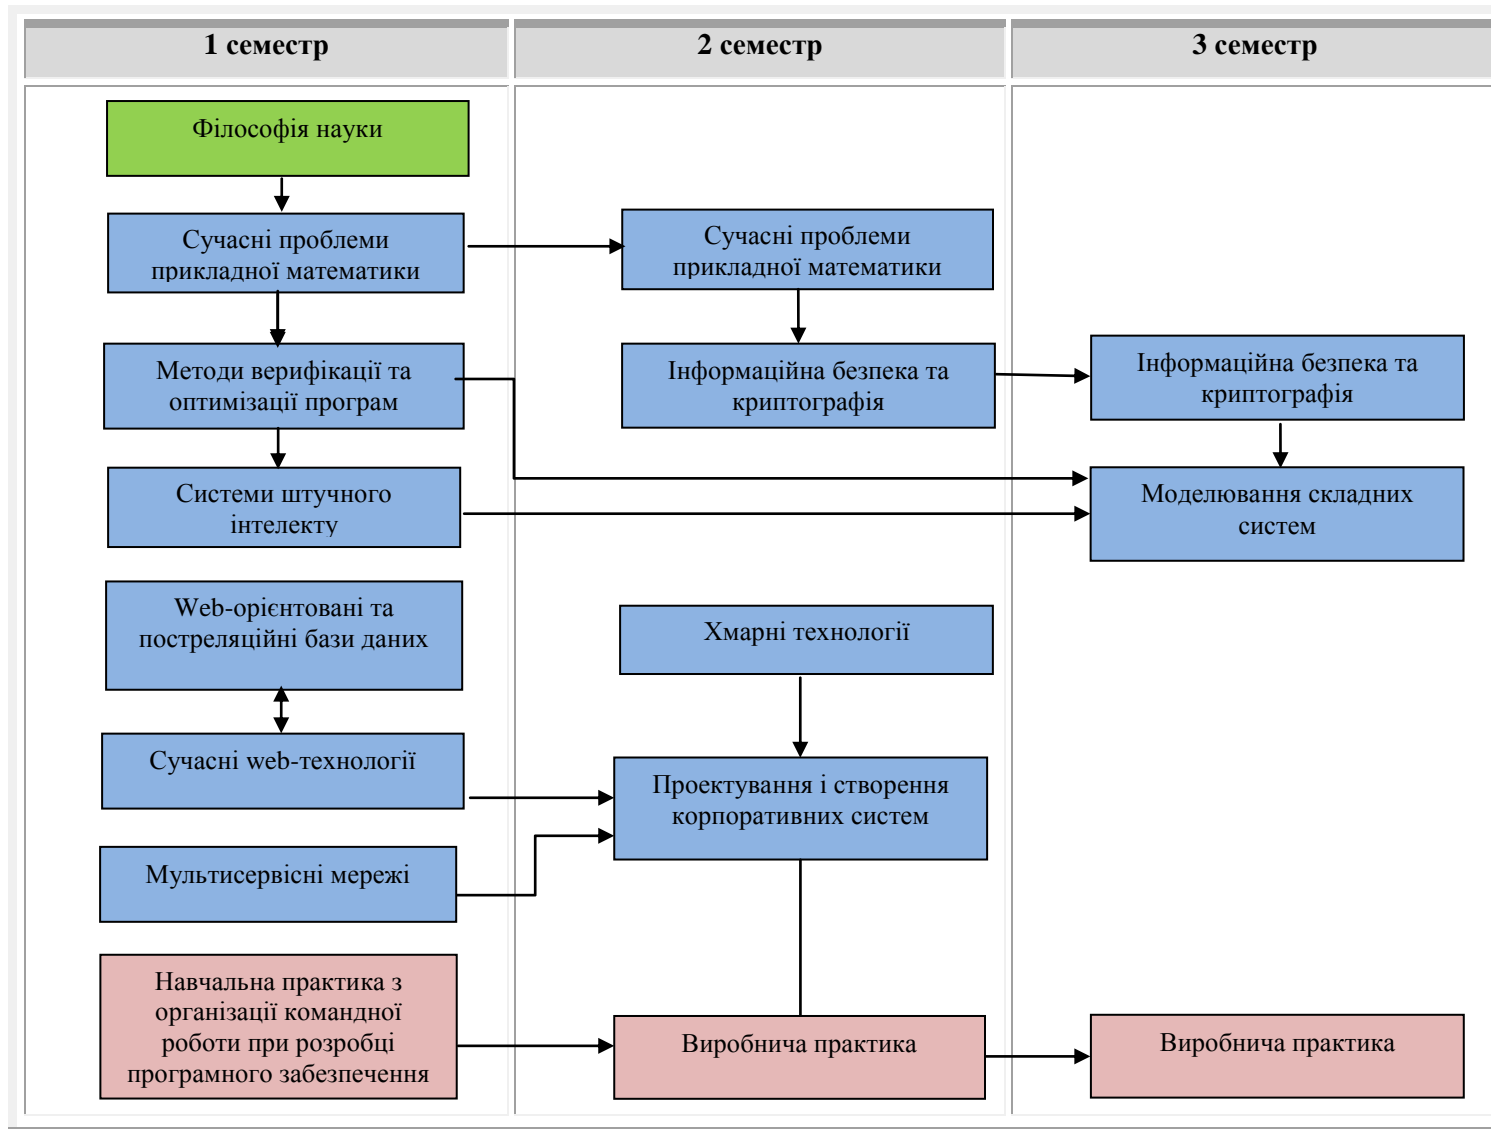 1 семестр
2 семестр
3 семестр
Філософія науки
Сучасні проблеми
прикладної математики
Методи верифікації та
оптимізації програм
Системи штучного
інтелекту
Web-орієнтовані та
постреляційні бази даних
Сучасні web-технології
Мультисервісні мережі
Навчальна практика з
організації командної
роботи при розробці
програмного забезпечення
Сучасні проблеми
прикладної математики
Інформаційна безпека та
криптографія
Хмарні технології
Проектування і створення
корпоративних систем
Виробнича практика
Інформаційна безпека та
криптографія
Моделювання складних
систем
Виробнича практика